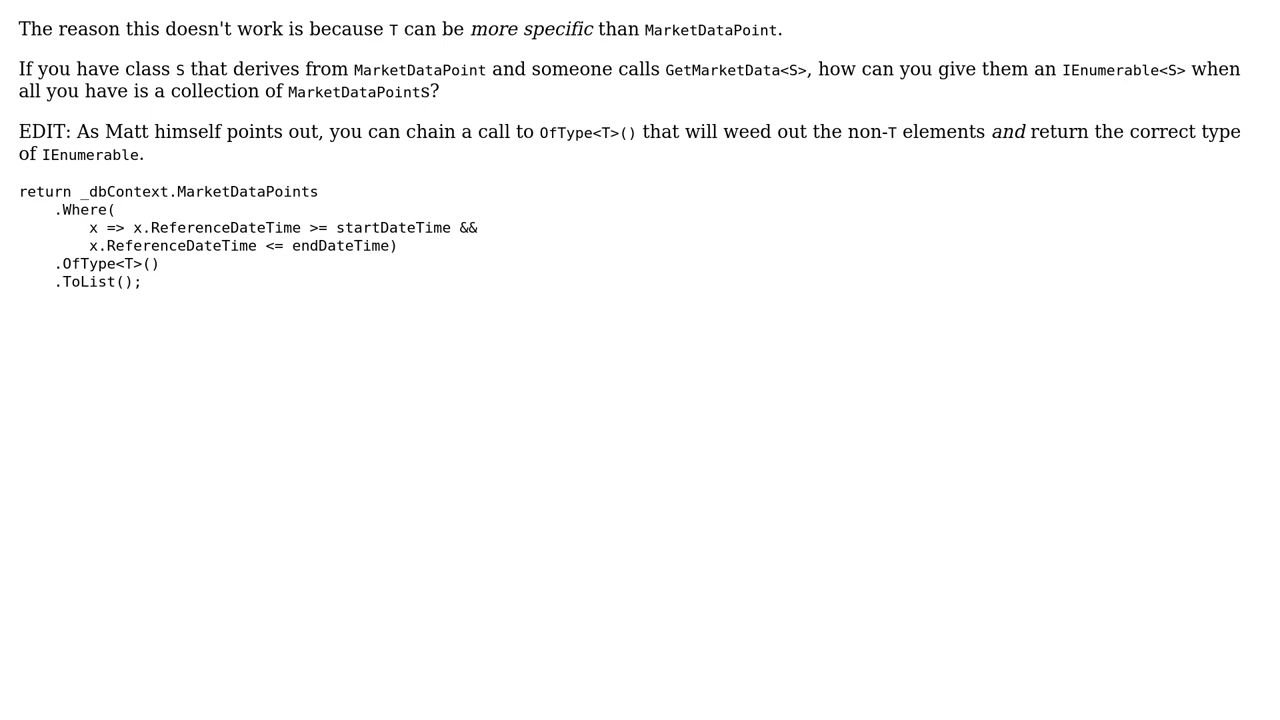 The reason this doesn't work is because T can be more specific than MarketDataPoint.
If you have class S that derives from MarketDataPoint and someone calls GetMarketData<S>, how can you give them an IEnumerable<S> when
all you have is a collection of MarketDataPoints?
EDIT: As Matt himself points out, you can chain a call to OfType<T>() that will weed out the non-T elements and return the correct type
of IEnumerable.
return _dbContext.MarketDataPoints
    .Where(
        x => x.ReferenceDateTime >= startDateTime &&
        x.ReferenceDateTime <= endDateTime)
    .OfType<T>()
    .ToList();